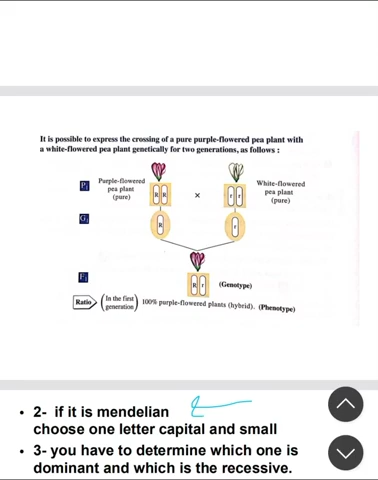 It is possible to express the crossing of a pure purple-flowered pea plant with
a white-flowered pea plant genetically for two generations, as follows :
P₁
Purple-flowered
pea plant
(pure)
R R
×
r r
White-flowered
pea plant
(pure)
G₁
R
r
F₁
R r
(Genotype)
Ratio
(In the first
generation)
100% purple-flowered plants (hybrid). (Phenotype)
• 2- if it is mendelian
choose one letter capital and small
• 3- you have to determine which one is
dominant and which is the recessive.